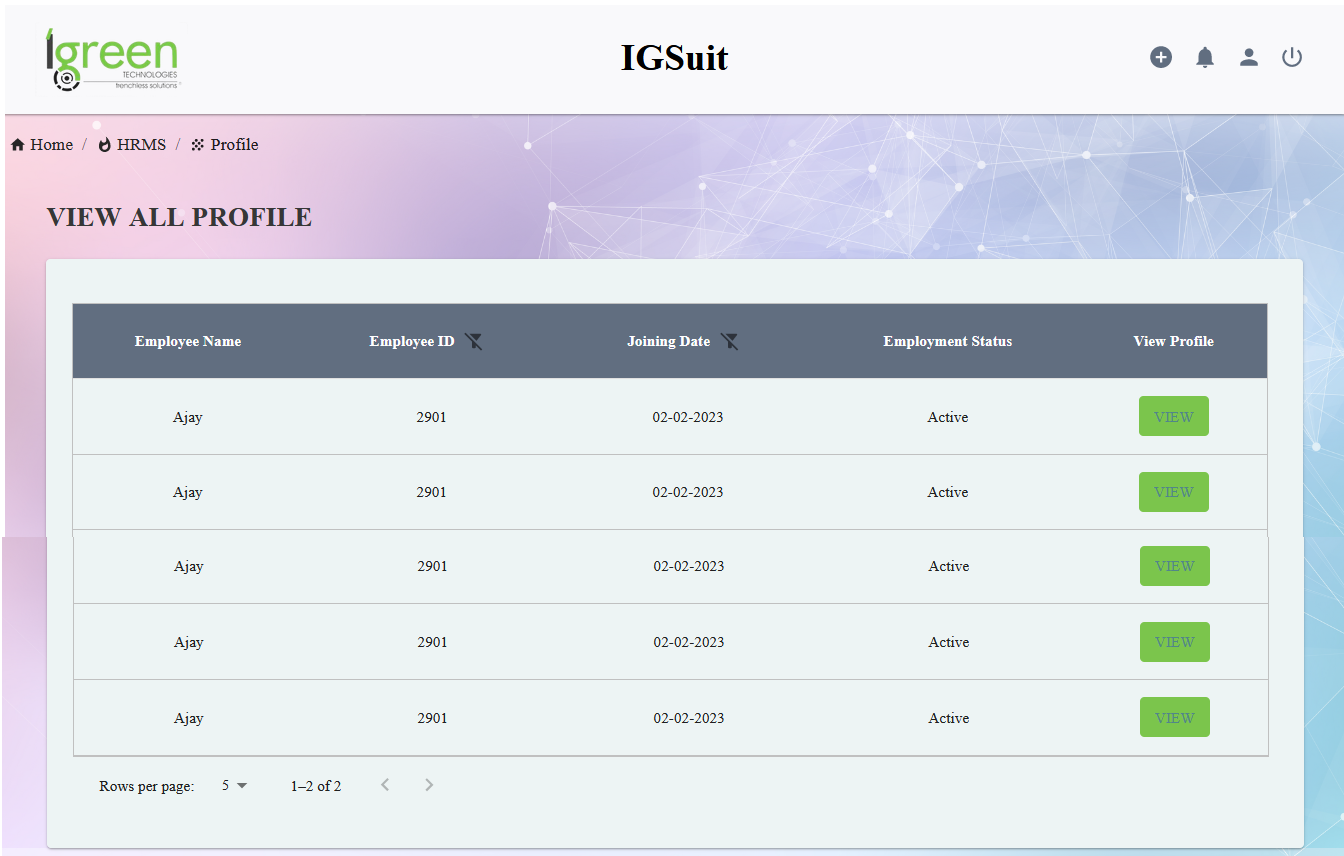 Igreen
TECHNOLOGIES
trenchless solutions
IGSuit
Home / HRMS / Profile
VIEW ALL PROFILE
Employee Name Employee ID Joining Date Employment Status View Profile
Ajay 2901 02-02-2023 Active VIEW
Ajay 2901 02-02-2023 Active VIEW
Ajay 2901 02-02-2023 Active VIEW
Ajay 2901 02-02-2023 Active VIEW
Ajay 2901 02-02-2023 Active VIEW
Rows per page: 5 1–2 of 2